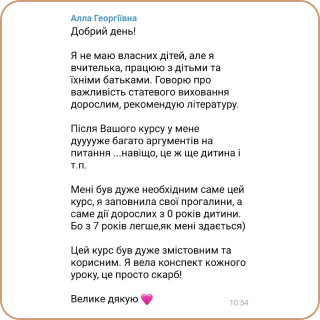 Алла Георгіївна
Добрий день!
Я не маю власних дітей, але я
вчителька, працюю з дітьми та
їхніми батьками. Говорю про
важливість статевого виховання
дорослим, рекомендую літературу.
Після Вашого курсу у мене
дууууже багато аргументів на
питання ...навіщо, це ж ще дитина і
т.п.
Мені був дуже необхідним саме цей
курс, я заповнила свої прогалини, а
саме дії дорослих з 0 років дитини.
Бо з 7 років легше,як мені здається)
Цей курс був дуже змістовним та
корисним. Я вела конспект кожного
уроку, це просто скарб!
Велике дякую 💗
10:54